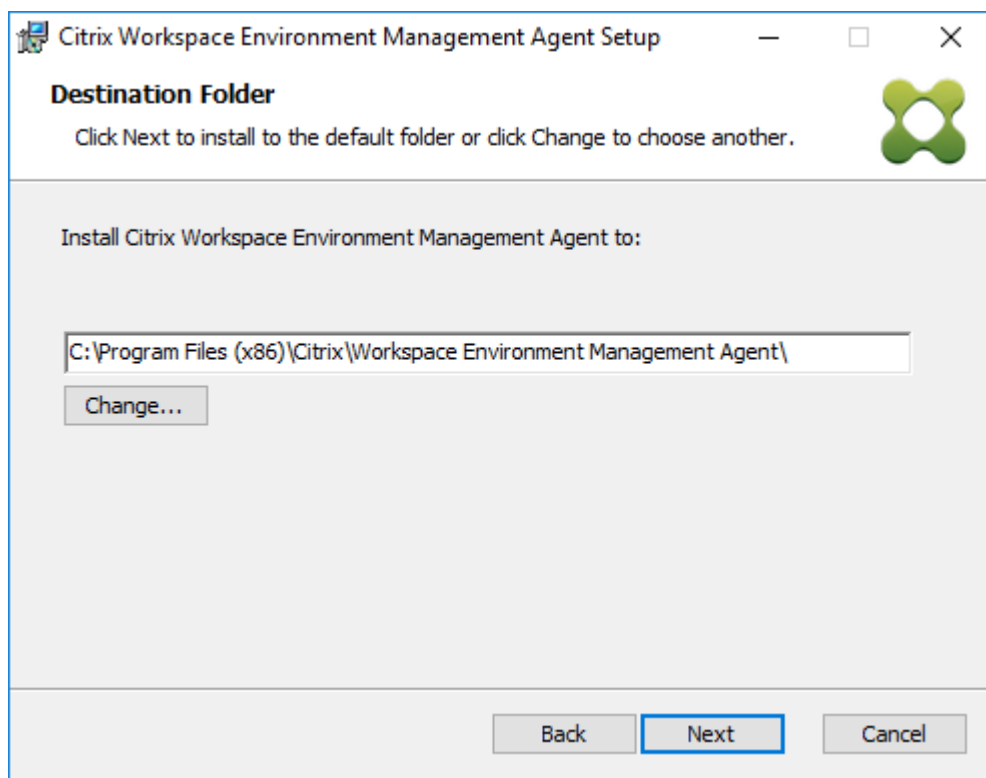 Citrix Workspace Environment Management Agent Setup
Destination Folder
Click Next to install to the default folder or click Change to choose another.
Install Citrix Workspace Environment Management Agent to:
C:\Program Files (x86)\Citrix\Workspace Environment Management Agent\
Change...
Back Next Cancel